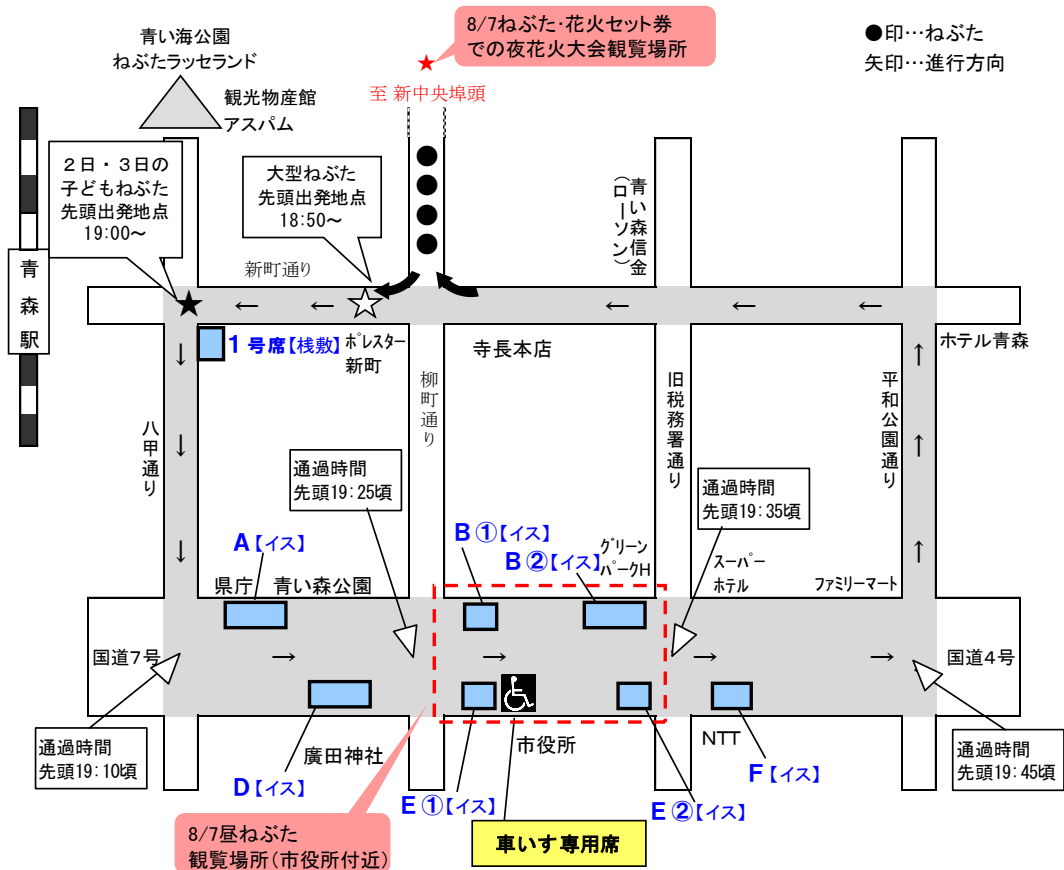 8/7ねぶた･花火セット券
での夜花火大会観覧場所
●印…ねぶた
矢印…進行方向
青い海公園
ねぶたラッセランド
至 新中央埠頭
観光物産館
アスパム
２日・３日の
子どもねぶた
先頭出発地点
19:00～
大型ねぶた
先頭出発地点
18:50～
青い森信金
(ローソン)
青森駅
新町通り
1 号席【桟敷】
ﾎﾟﾚｽﾀｰ
新町
寺長本店
ホテル青森
柳町通り
旧税務署通り
平和公園通り
八甲通り
通過時間
先頭19:25頃
通過時間
先頭19:35頃
A【イス】
B①【イス】
B②【イス】
ｸﾞﾘｰﾝ
ﾊﾟｰｸH
ｽｰﾊﾟｰ
ﾎﾃﾙ
ﾌｧﾐﾘｰﾏｰﾄ
県庁
青い森公園
国道７号
国道４号
通過時間
先頭19:10頃
廣田神社
市役所
NTT
通過時間
先頭19:45頃
D【イス】
E①【イス】
E②【イス】
F【イス】
8/7昼ねぶた
観覧場所(市役所付近)
車いす専用席